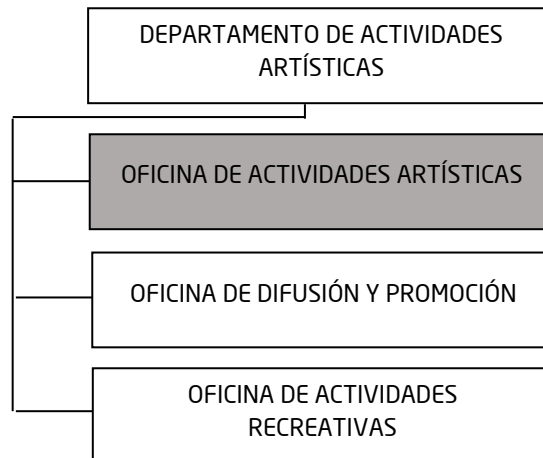 DEPARTAMENTO DE ACTIVIDADES
ARTÍSTICAS
OFICINA DE ACTIVIDADES ARTÍSTICAS
OFICINA DE DIFUSIÓN Y PROMOCIÓN
OFICINA DE ACTIVIDADES
RECREATIVAS